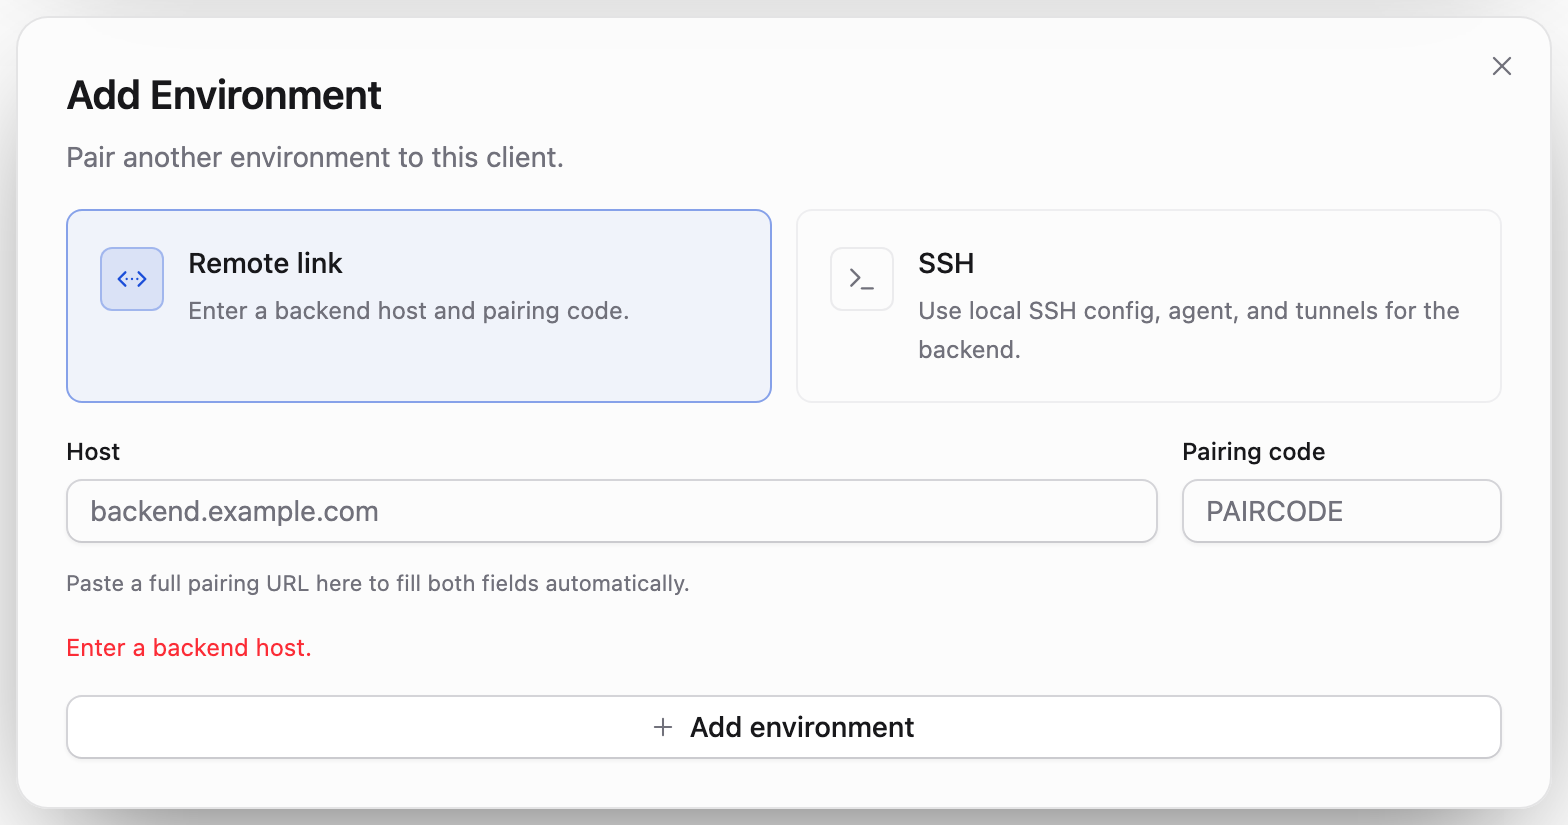 Add Environment
Pair another environment to this client.
Remote link
Enter a backend host and pairing code.
SSH
Use local SSH config, agent, and tunnels for the
backend.
Host
backend.example.com
Pairing code
PAIRCODE
Paste a full pairing URL here to fill both fields automatically.
Enter a backend host.
Add environment